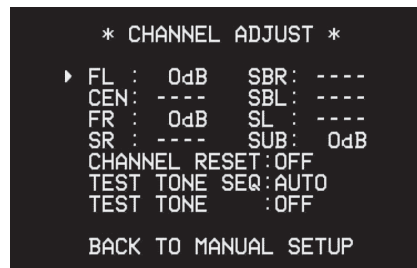 * CHANNEL ADJUST *
FL : 0dB SBR: ----
CEN: ---- SBL: ----
FR : 0dB SL : ----
SR : ---- SUB: 0dB
CHANNEL RESET:OFF
TEST TONE SEQ:AUTO
TEST TONE :OFF
BACK TO MANUAL SETUP